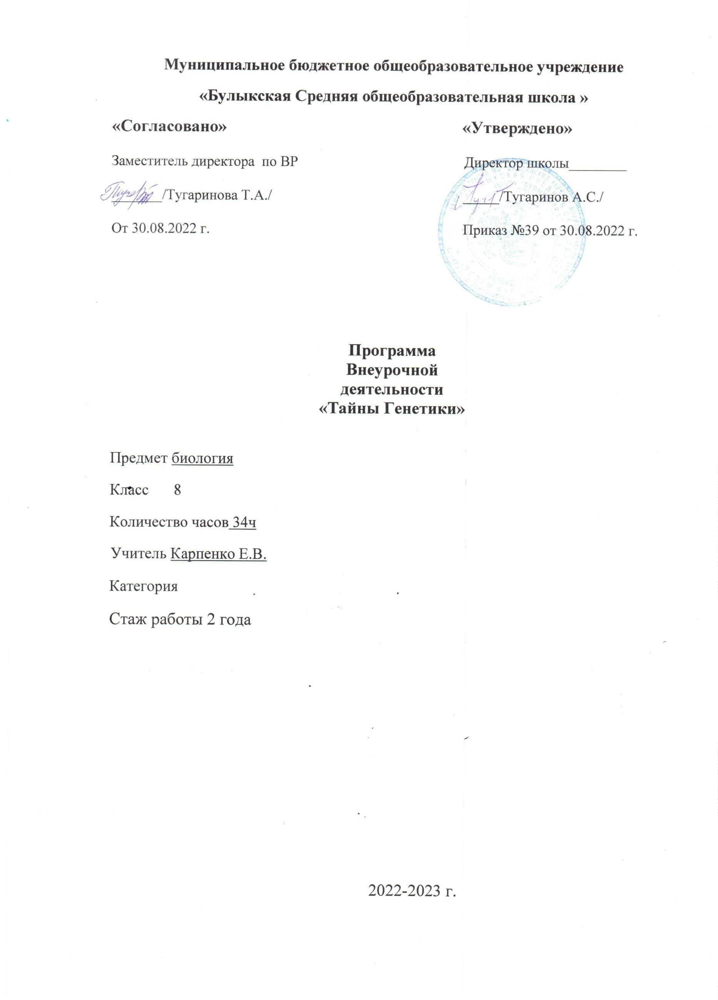 Муниципальное бюджетное общеобразовательное учреждение
«Булыкская Средняя общеобразовательная школа »
«Согласовано»
«Утверждено»
Заместитель директора по ВР
Директор школы________
_______/Тугаринова Т.А./
_____/Тугаринов А.С./
От 30.08.2022 г.
Приказ №39 от 30.08.2022 г.
Программа
Внеурочной
деятельности
«Тайны Генетики»
Предмет биология
Класс 8
Количество часов 34ч
Учитель Карпенко Е.В.
Категория
Стаж работы 2 года
2022-2023 г.